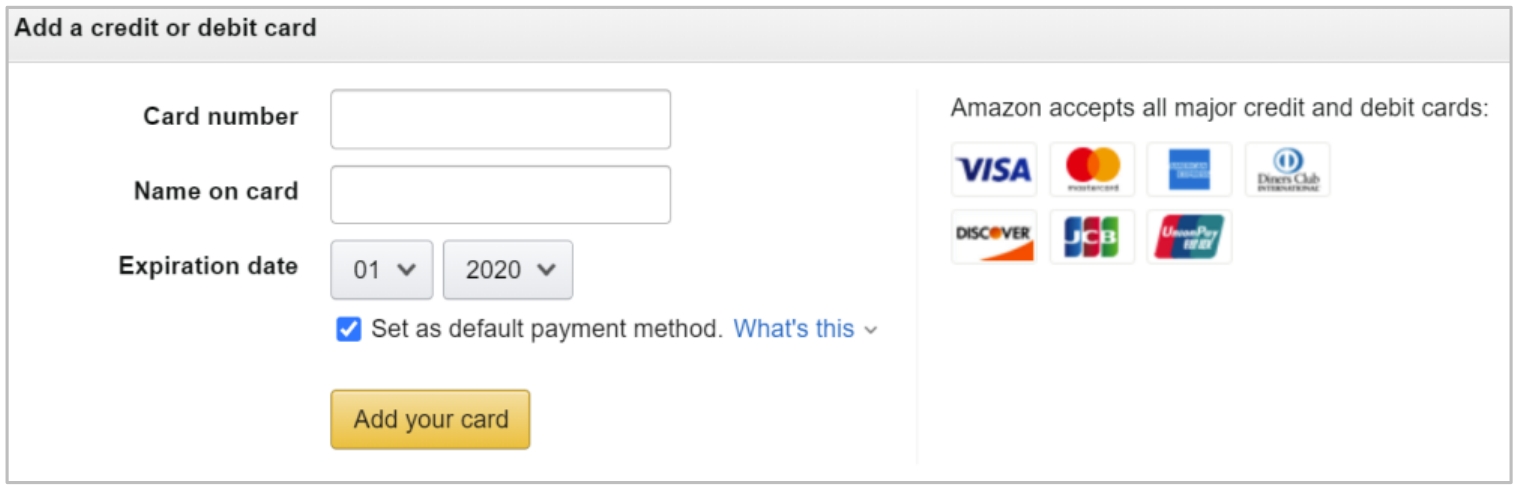 Add a credit or debit card
Card number
Name on card
Expiration date
01
2020
Set as default payment method. What's this
Add your card
Amazon accepts all major credit and debit cards:
VISA
mastercard
AMERICAN EXPRESS
Diners Club
INTERNATIONAL
DISCOVER
JCB
UnionPay
银联